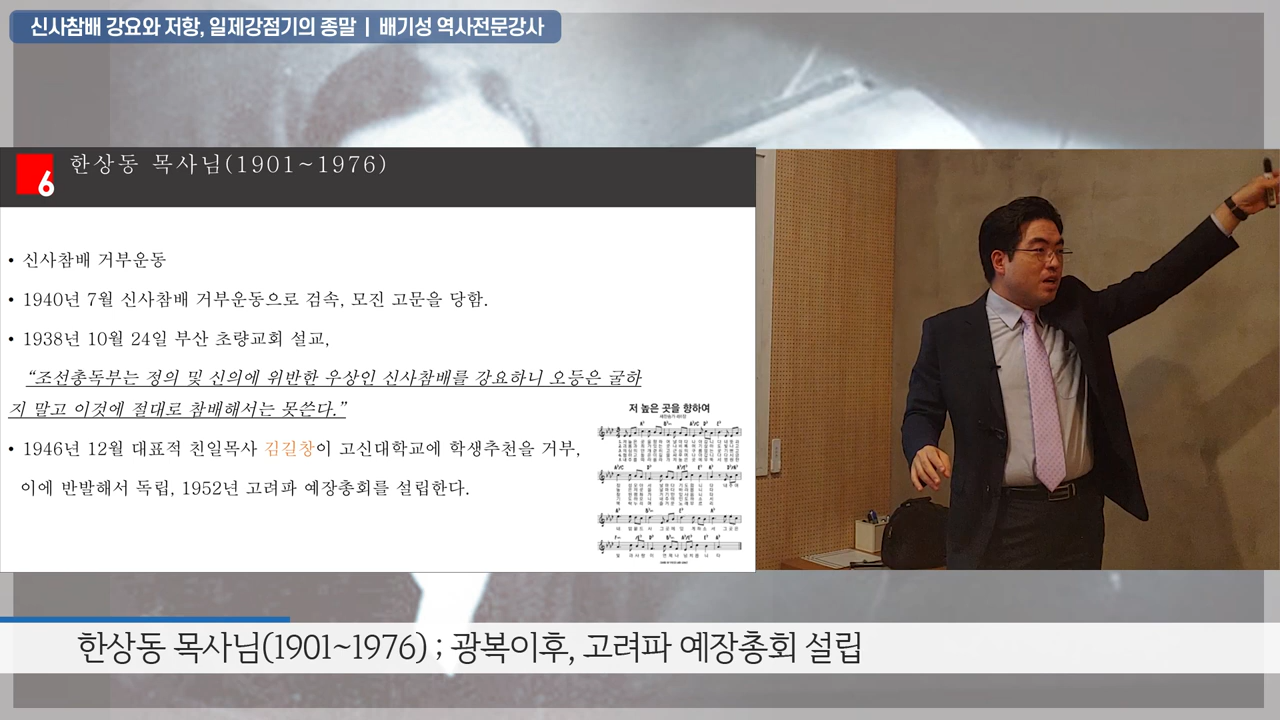 신사참배 강요와 저항, 일제강점기의 종말 | 배기성 역사전문강사
6
한상동 목사님(1901~1976)
• 신사참배 거부운동
• 1940년 7월 신사참배 거부운동으로 검속, 모진 고문을 당함.
• 1938년 10월 24일 부산 초량교회 설교,
“조선총독부는 정의 및 신의에 위반한 우상인 신사참배를 강요하니 오등은 굴하
지 말고 이것에 절대로 참배해서는 못쓴다.”
• 1946년 12월 대표적 친일목사 김길창이 고신대학교에 학생추천을 거부,
이에 반발해서 독립, 1952년 고려파 예장총회를 설립한다.
저 높은 곳을 향하여
한상동 목사님(1901~1976) ; 광복이후, 고려파 예장총회 설립